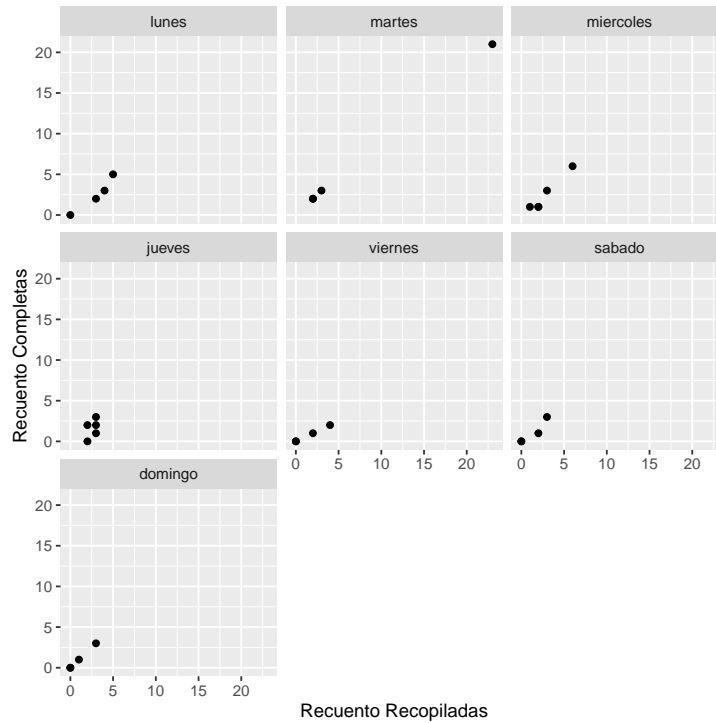 lunes martes miercoles
20
15
10
5
0
jueves viernes sabado
20
15
10
5
0
0 5 10 15 20 0 5 10 15 20
domingo
20
15
10
5
0
0 5 10 15 20
Recuento Completas
Recuento Recopiladas